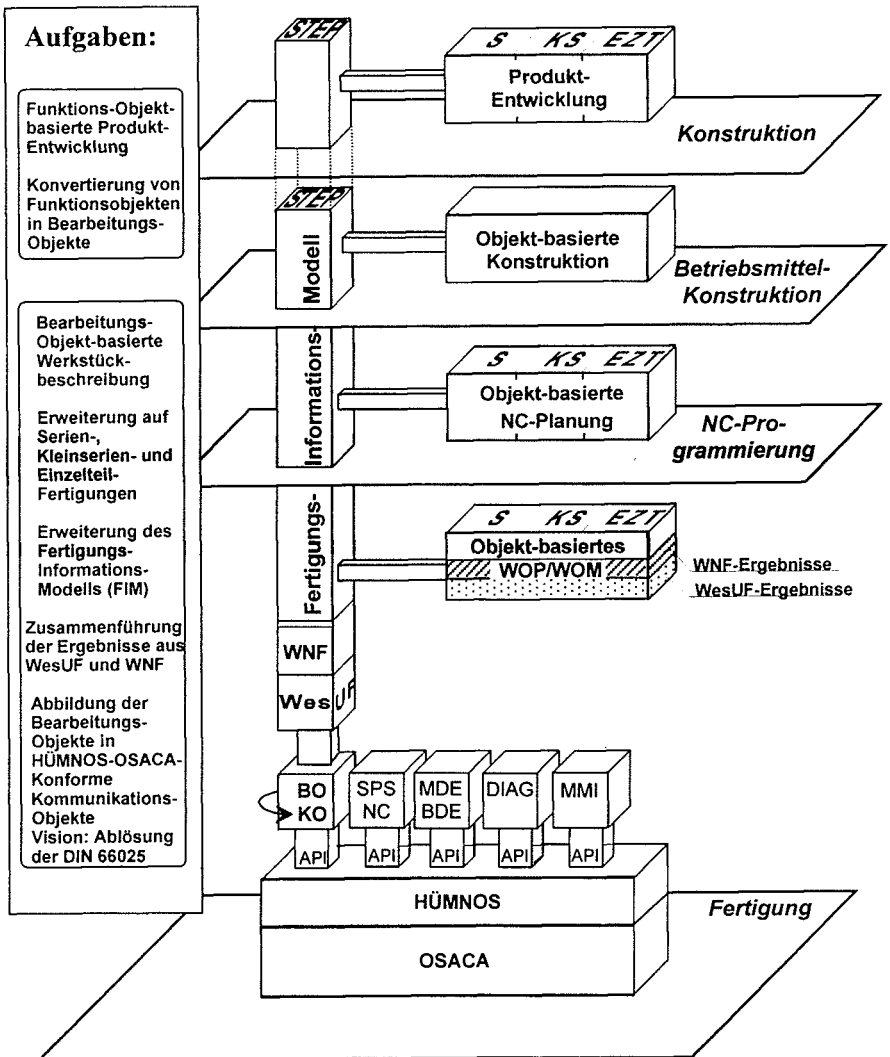 Aufgaben:
Funktions-Objekt-
basierte Produkt-
Entwicklung
Konvertierung von
Funktionsobjekten
in Bearbeitungs-
Objekte
Bearbeitungs-
Objekt-basierte
Werkstück-
beschreibung
Erweiterung auf
Serien-,
Kleinserien- und
Einzelteil-
Fertigungen
Erweiterung des
Fertigungs-
Informations-
Modells (FIM)
Zusammenführung
der Ergebnisse aus
WesUF und WNF
Abbildung der
Bearbeitungs-
Objekte in
HÜMNOS-OSACA-
Konforme
Kommunikations-
Objekte
Vision: Ablösung
der DIN 66025
STEP
S KS EZT
Produkt-
Entwicklung
Konstruktion
STEP
Objekt-basierte
Konstruktion
Betriebsmittel-
Konstruktion
S KS EZT
Objekt-basierte
NC-Planung
NC-Pro-
grammierung
Fertigungs-Informations-Modell
S KS EZT
Objekt-basiertes
WOP/WOM
WNF-Ergebnisse
WesUF-Ergebnisse
WNF
WesUF
BO
KO
SPS
NC
MDE
BDE
DIAG
MMI
API API API API API
HÜMNOS
OSACA
Fertigung